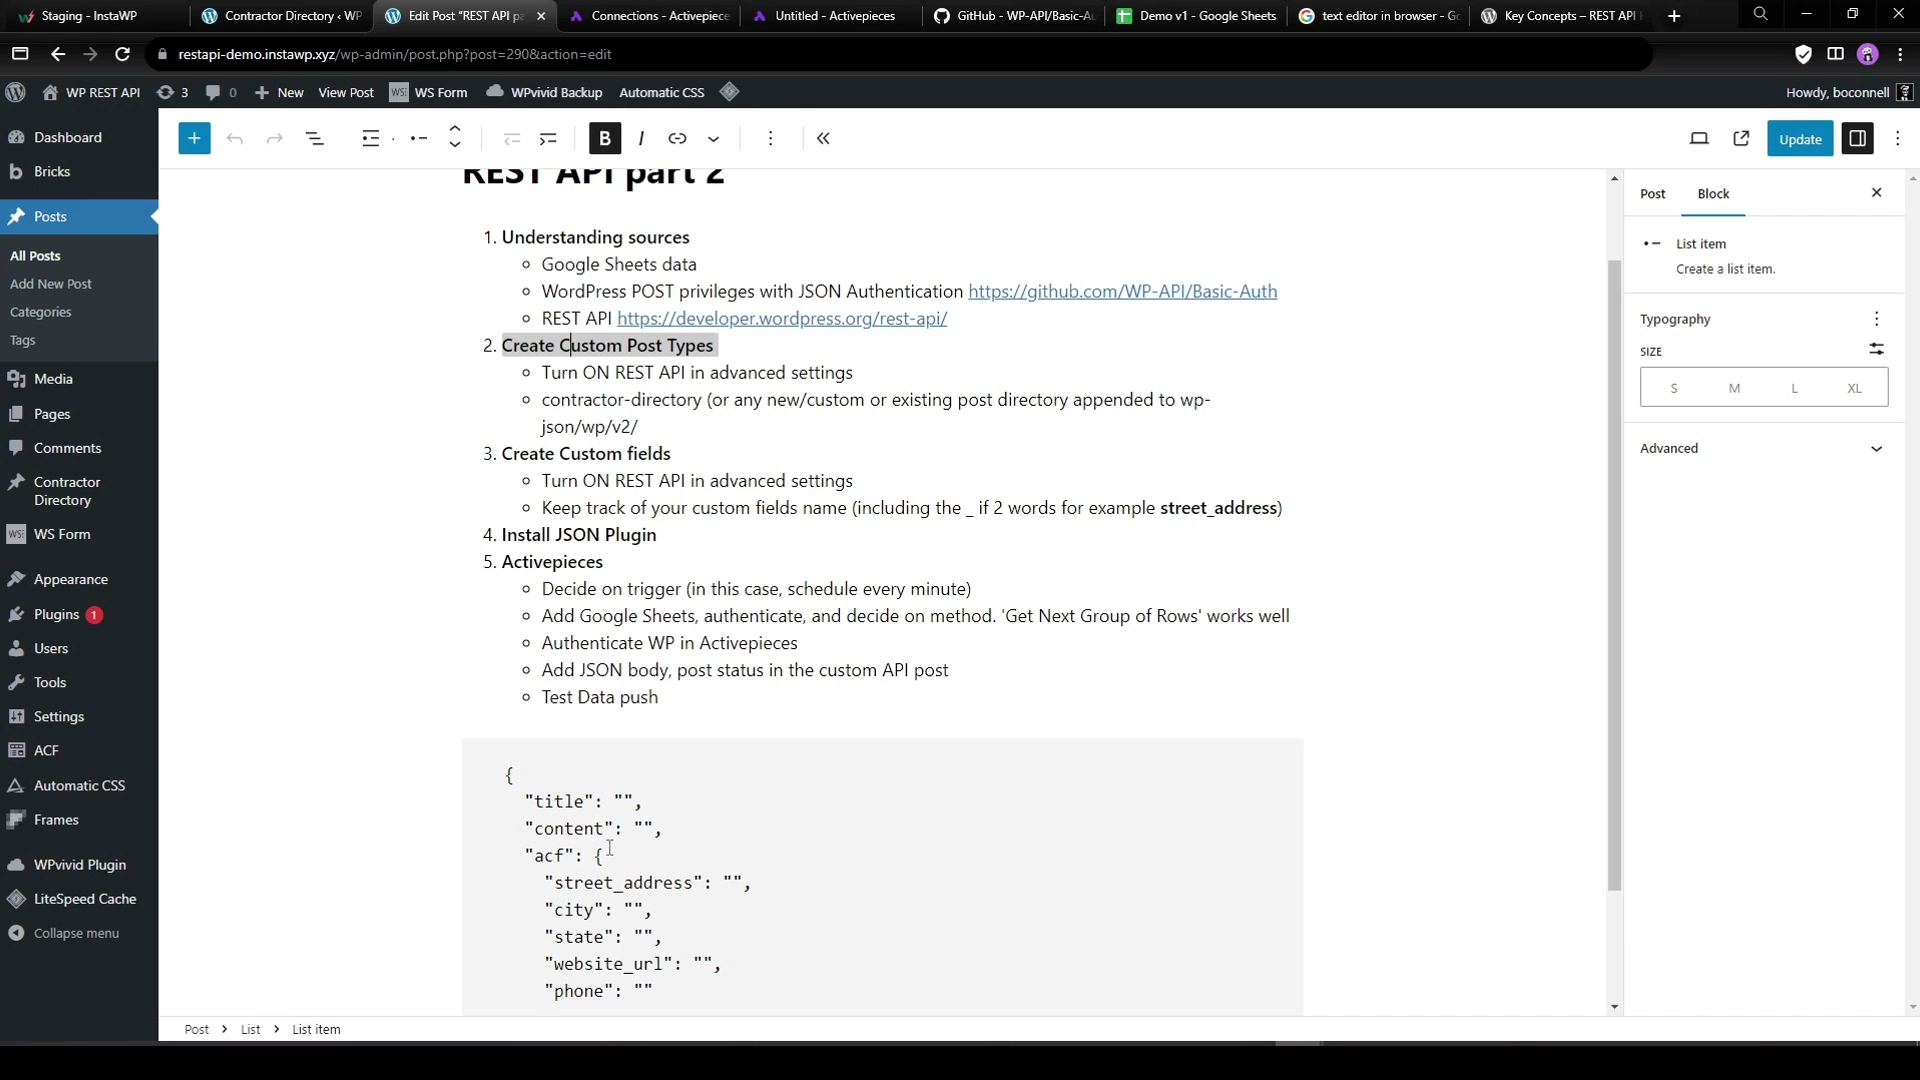 Staging - InstaWP
Contractor Directory ‹ WP
Edit Post "REST API pa
Connections - Activepiece
Untitled - Activepieces
GitHub - WP-API/Basic-Au
Demo v1 - Google Sheets
text editor in browser - Go
Key Concepts – REST API H
restapi-demo.instawp.xyz/wp-admin/post.php?post=290&action=edit
WP REST API
3
0
New
View Post
WS Form
WPvivid Backup
Automatic CSS
Howdy, boconnell
Dashboard
Bricks
Posts
All Posts
Add New Post
Categories
Tags
Media
Pages
Comments
Contractor
Directory
WS Form
Appearance
Plugins 1
Users
Tools
Settings
ACF
Automatic CSS
Frames
WPvivid Plugin
LiteSpeed Cache
Collapse menu
B
I
Update
REST API part 2
1. Understanding sources
Google Sheets data
WordPress POST privileges with JSON Authentication https://github.com/WP-API/Basic-Auth
REST API https://developer.wordpress.org/rest-api/
2. Create Custom Post Types
Turn ON REST API in advanced settings
contractor-directory (or any new/custom or existing post directory appended to wp-
json/wp/v2/
3. Create Custom fields
Turn ON REST API in advanced settings
Keep track of your custom fields name (including the _ if 2 words for example street_address)
4. Install JSON Plugin
5. Activepieces
Decide on trigger (in this case, schedule every minute)
Add Google Sheets, authenticate, and decide on method. 'Get Next Group of Rows' works well
Authenticate WP in Activepieces
Add JSON body, post status in the custom API post
Test Data push
{
"title": "",
"content": "",
"acf": {
"street_address": "",
"city": "",
"state": "",
"website_url": "",
"phone": ""
Post
Block
List item
Create a list item.
Typography
SIZE
S M L XL
Advanced
Post > List > List item